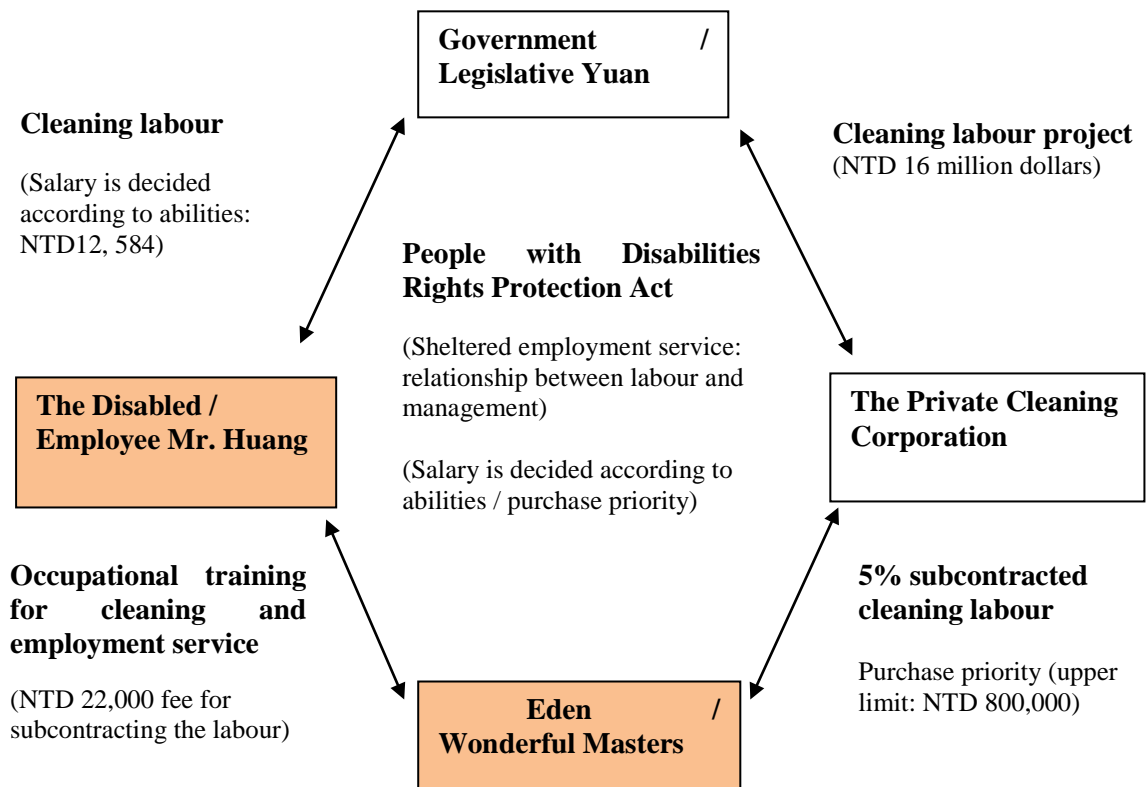 Government /
Legislative Yuan
Cleaning labour
(Salary is decided
according to abilities:
NTD12, 584)
Cleaning labour project
(NTD 16 million dollars)
People with Disabilities
Rights Protection Act
(Sheltered employment service:
relationship between labour and
management)
(Salary is decided according to
abilities / purchase priority)
The Disabled /
Employee Mr. Huang
The Private Cleaning
Corporation
Occupational training
for cleaning and
employment service
(NTD 22,000 fee for
subcontracting the labour)
5% subcontracted
cleaning labour
Purchase priority (upper
limit: NTD 800,000)
Eden /
Wonderful Masters